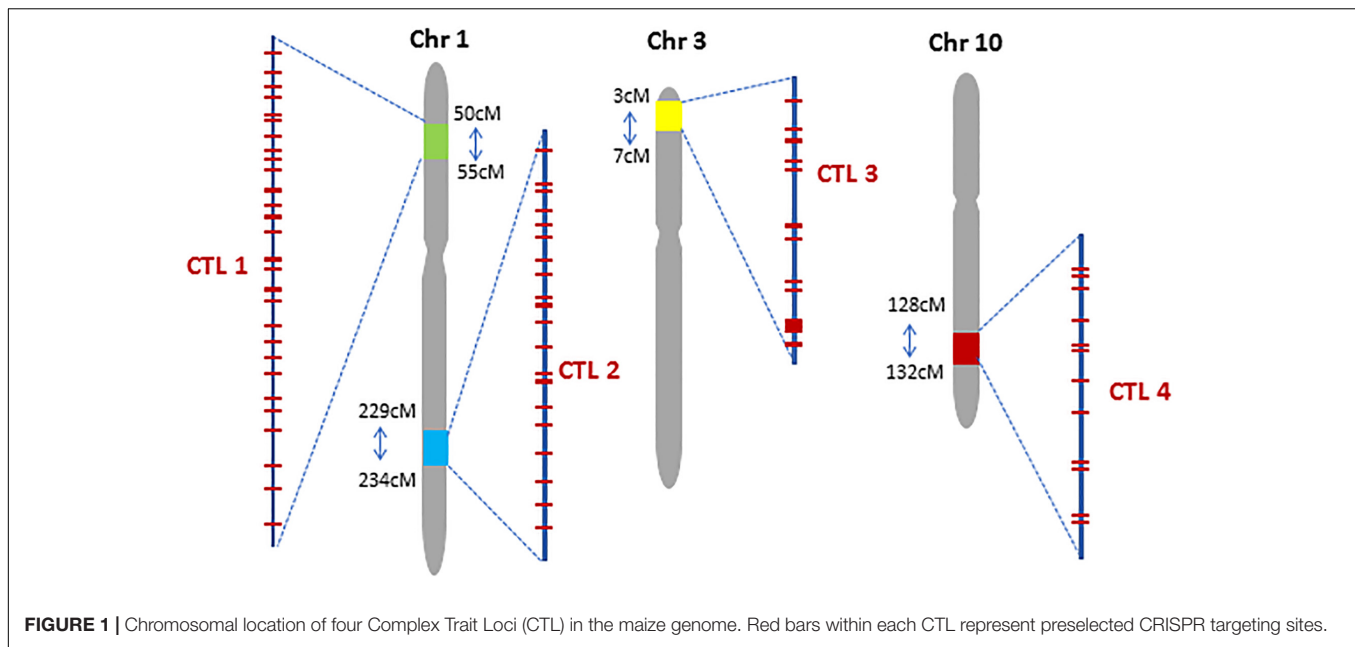 Chr 1
Chr 3
Chr 10
50cM
55cM
CTL 1
229cM
234cM
CTL 2
3cM
7cM
CTL 3
128cM
132cM
CTL 4
FIGURE 1 | Chromosomal location of four Complex Trait Loci (CTL) in the maize genome. Red bars within each CTL represent preselected CRISPR targeting sites.